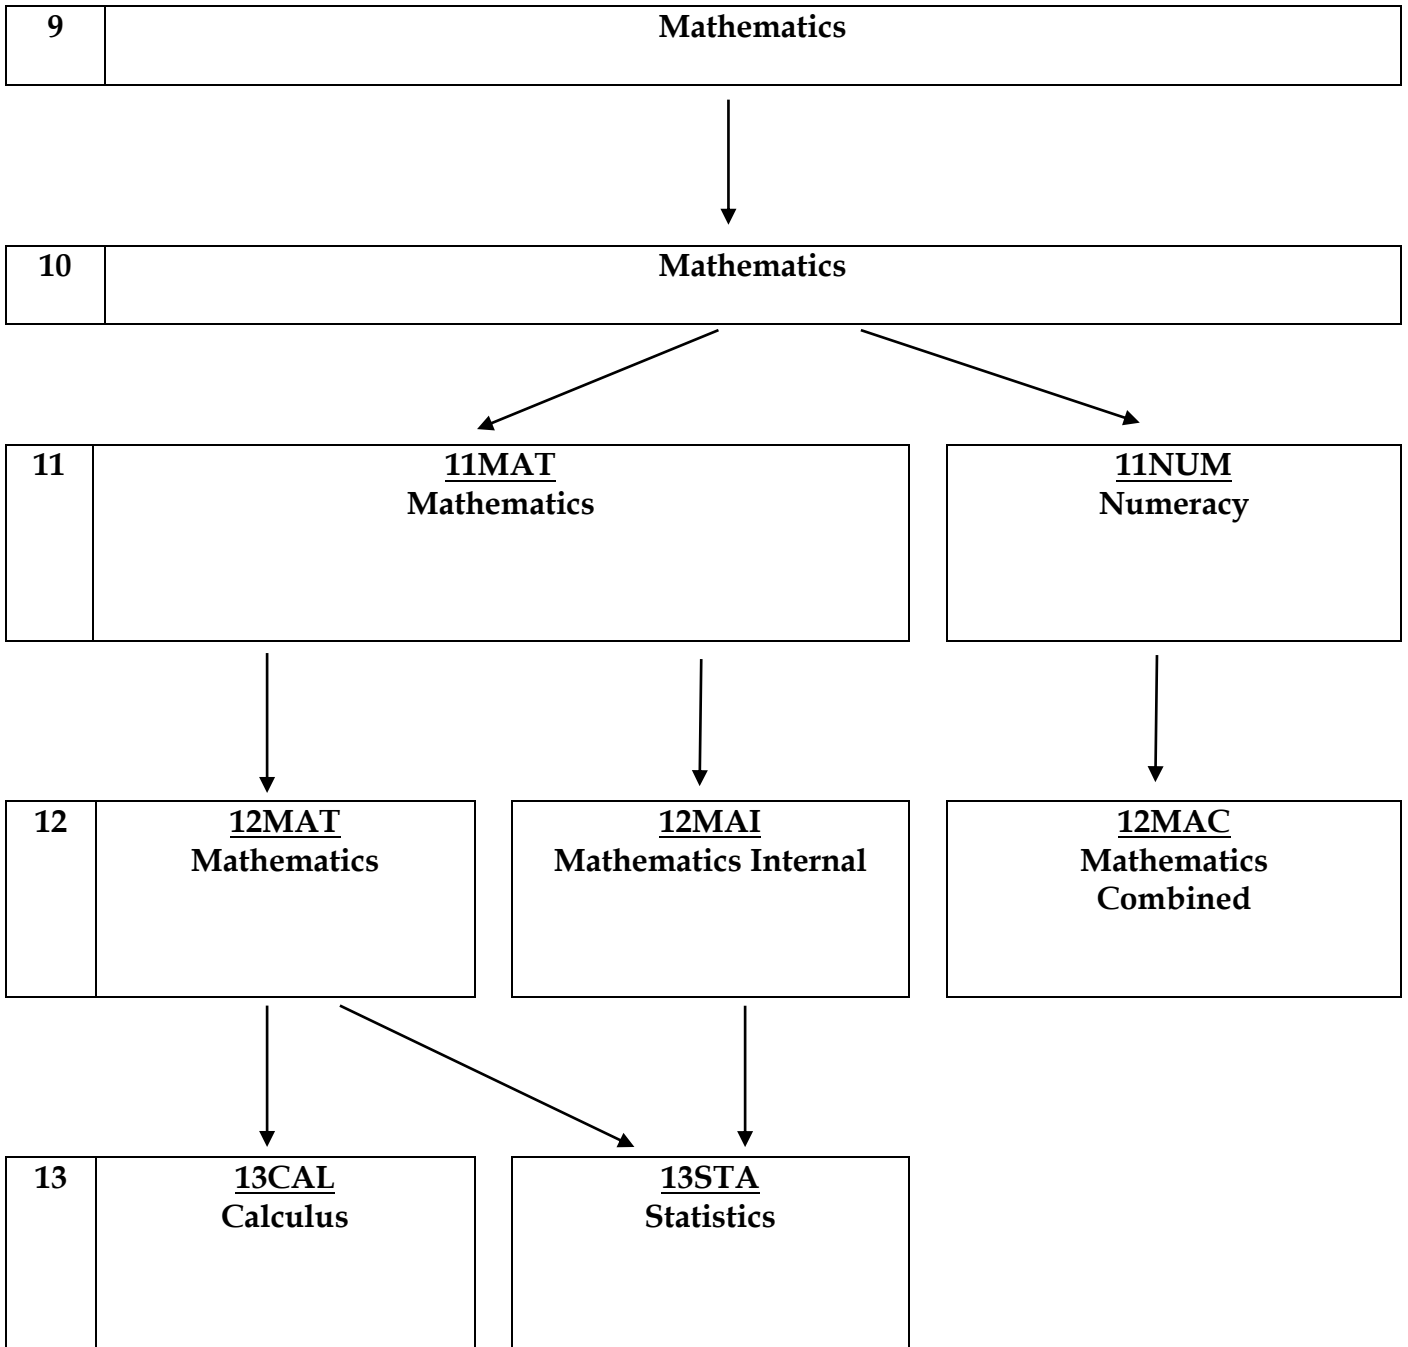 9
Mathematics
10
Mathematics
11
11MAT
Mathematics
11NUM
Numeracy
12
12MAT
Mathematics
12MAI
Mathematics Internal
12MAC
Mathematics
Combined
13
13CAL
Calculus
13STA
Statistics